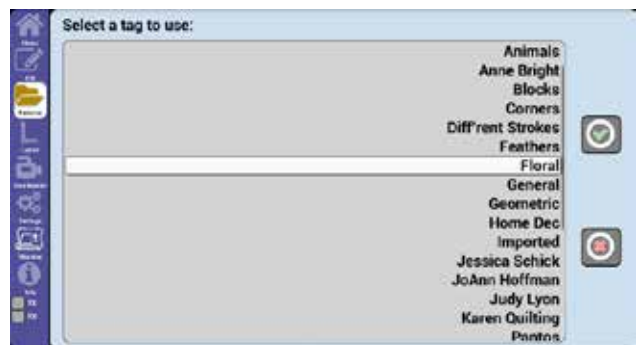 Select a tag to use:
Animals
Anne Bright
Blocks
Corners
Diff'rent Strokes
Feathers
Floral
General
Geometric
Home Dec
Imported
Jessica Schick
JoAnn Hoffman
Judy Lyon
Karen Quilting
Pantos